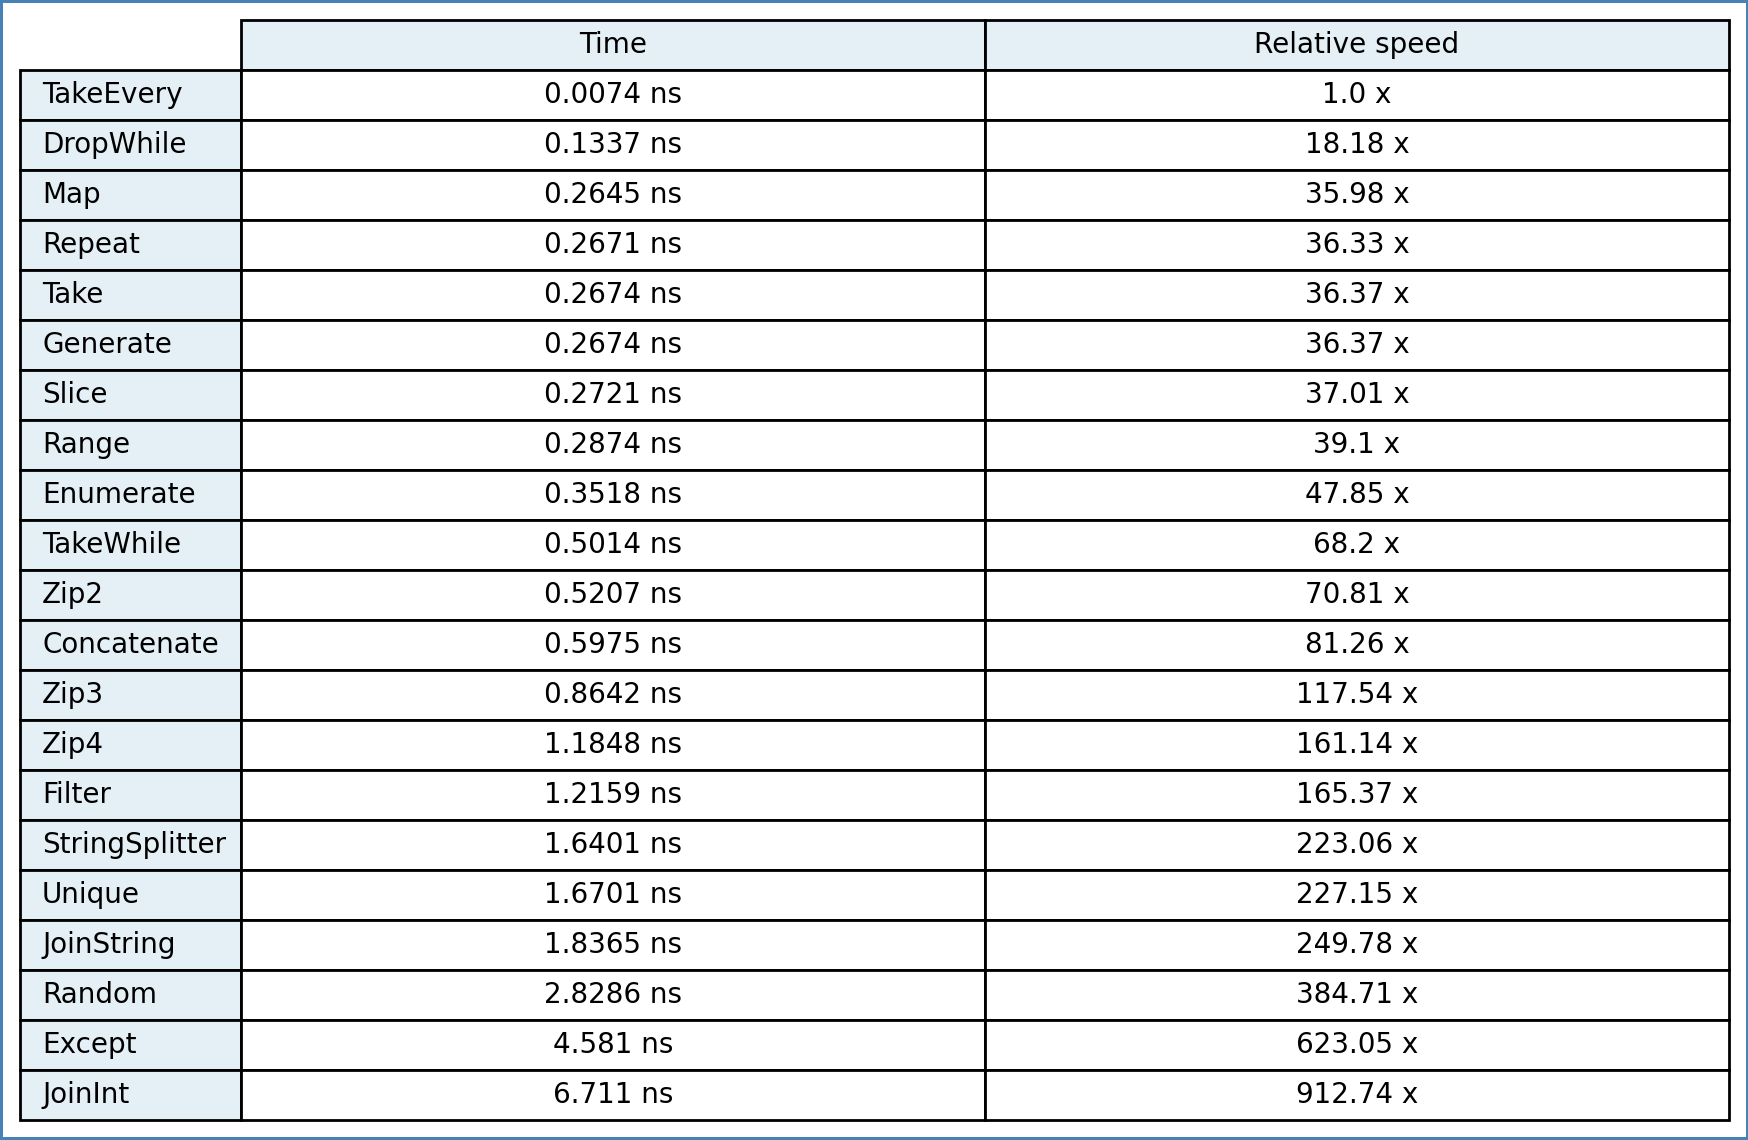 Time Relative speed
TakeEvery 0.0074 ns 1.0 x
DropWhile 0.1337 ns 18.18 x
Map 0.2645 ns 35.98 x
Repeat 0.2671 ns 36.33 x
Take 0.2674 ns 36.37 x
Generate 0.2674 ns 36.37 x
Slice 0.2721 ns 37.01 x
Range 0.2874 ns 39.1 x
Enumerate 0.3518 ns 47.85 x
TakeWhile 0.5014 ns 68.2 x
Zip2 0.5207 ns 70.81 x
Concatenate 0.5975 ns 81.26 x
Zip3 0.8642 ns 117.54 x
Zip4 1.1848 ns 161.14 x
Filter 1.2159 ns 165.37 x
StringSplitter 1.6401 ns 223.06 x
Unique 1.6701 ns 227.15 x
JoinString 1.8365 ns 249.78 x
Random 2.8286 ns 384.71 x
Except 4.581 ns 623.05 x
JoinInt 6.711 ns 912.74 x